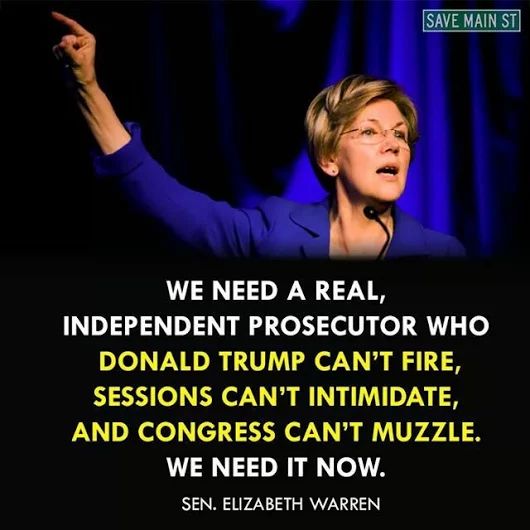 SAVE MAIN ST
WE NEED A REAL,
INDEPENDENT PROSECUTOR WHO
DONALD TRUMP CAN'T FIRE,
SESSIONS CAN'T INTIMIDATE,
AND CONGRESS CAN'T MUZZLE.
WE NEED IT NOW.
SEN. ELIZABETH WARREN